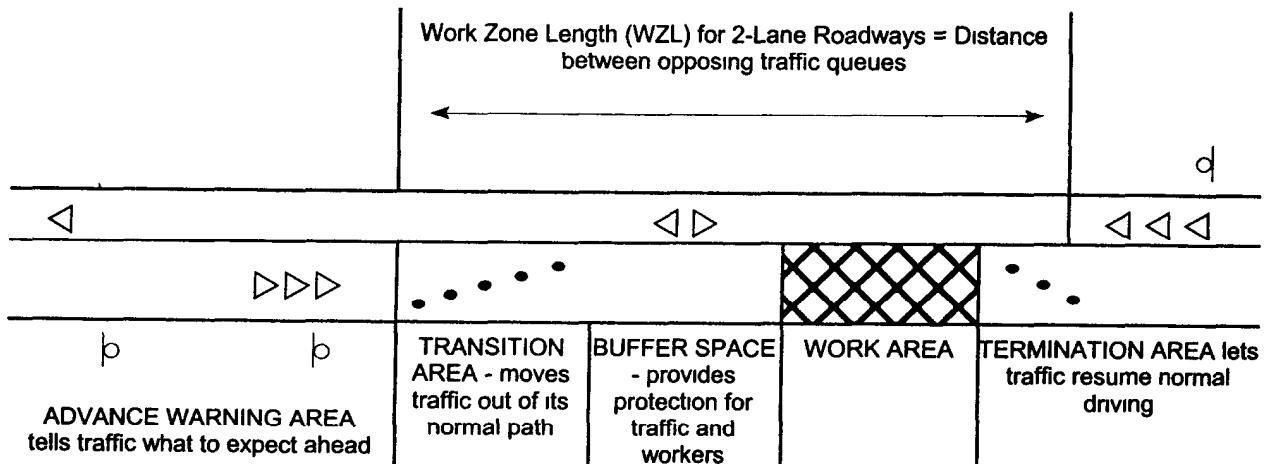 Work Zone Length (WZL) for 2-Lane Roadways = Distance
between opposing traffic queues
ADVANCE WARNING AREA
tells traffic what to expect ahead
TRANSITION
AREA - moves
traffic out of its
normal path
BUFFER SPACE
- provides
protection for
traffic and
workers
WORK AREA
TERMINATION AREA lets
traffic resume normal
driving